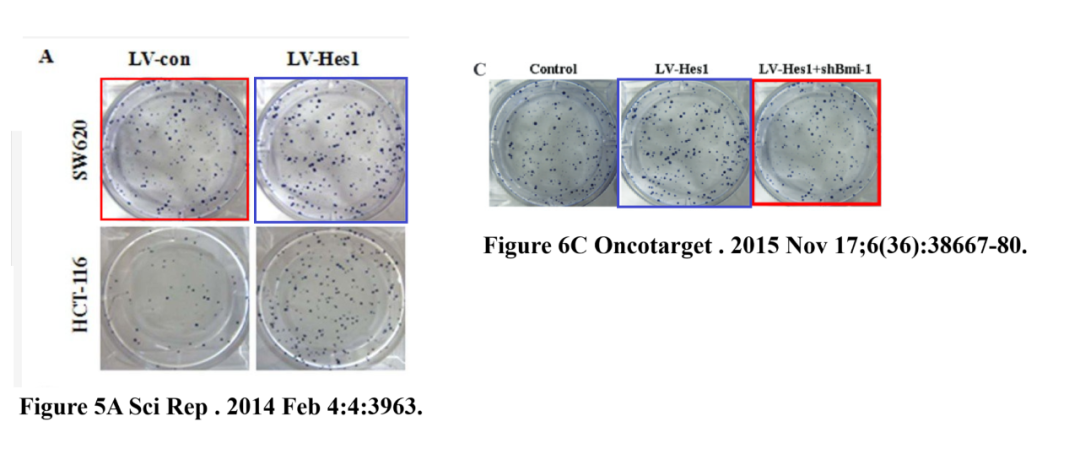 A
LV-con
LV-Hes1
SW620
HCT-116
Figure 5A Sci Rep . 2014 Feb 4:4:3963.
C
Control
LV-Hes1
LV-Hes1+shBmi-1
Figure 6C Oncotarget . 2015 Nov 17;6(36):38667-80.